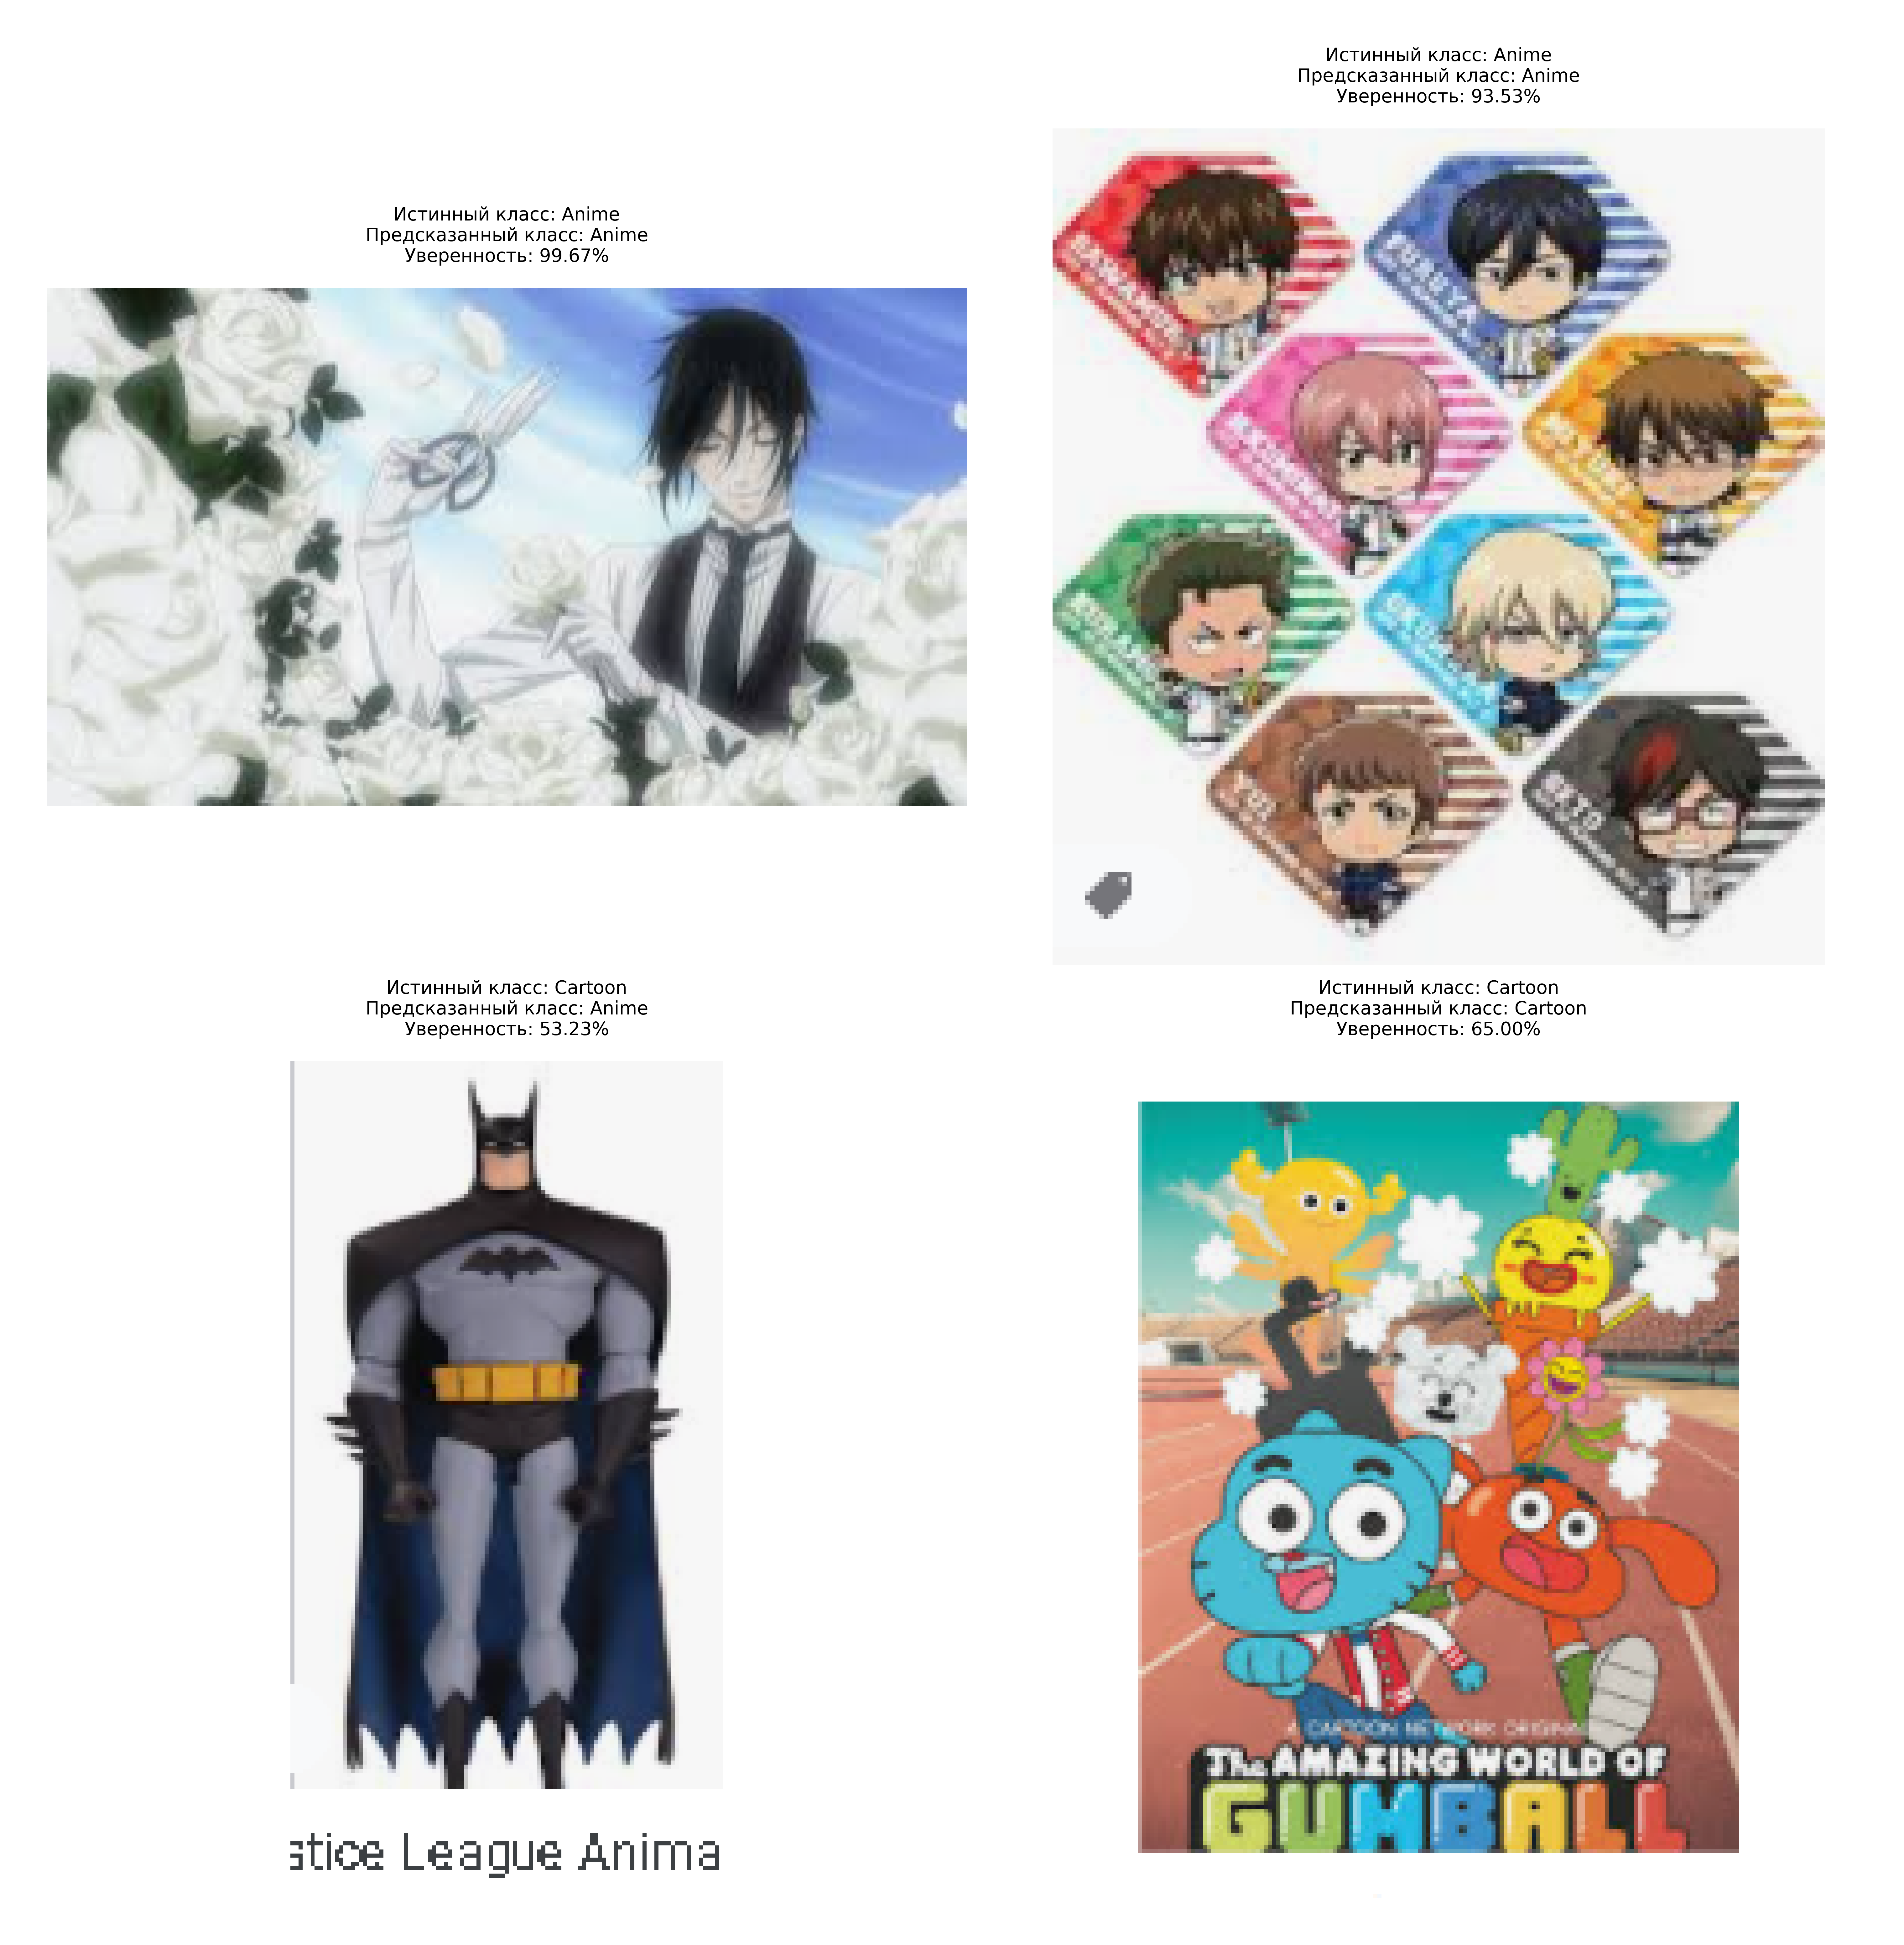 Истинный класс: Anime
Предсказанный класс: Anime
Уверенность: 93.53%
Истинный класс: Anime
Предсказанный класс: Anime
Уверенность: 99.67%
FURUYA
Истинный класс: Cartoon
Предсказанный класс: Anime
Уверенность: 53.23%
stice League Anima
Истинный класс: Cartoon
Предсказанный класс: Cartoon
Уверенность: 65.00%
A CARTOON NETWORK ORIGINAL
The AMAZING WORLD OF
GUMBALL